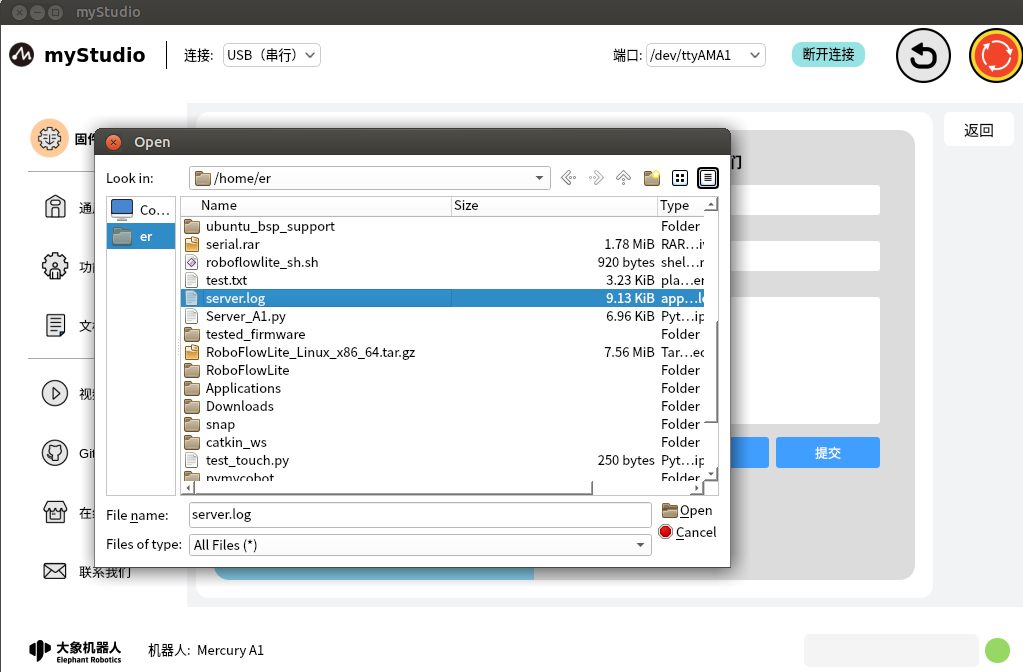 myStudio
myStudio
连接: USB（串行）
端口: /dev/ttyAMA1
断开连接
返回
固件
Open
Look in: /home/er
Co...
er
Name Size Type
ubuntu_bsp_support Folder
serial.rar 1.78 MiB RAR...iv
roboflowlite_sh.sh 920 bytes shel...r
test.txt 3.23 KiB pla...er
server.log 9.13 KiB app...lo
Server_A1.py 6.96 KiB Pyt...ip
tested_firmware Folder
RoboFlowLite_Linux_x86_64.tar.gz 7.56 MiB Tar...ec
RoboFlowLite Folder
Applications Folder
Downloads Folder
snap Folder
catkin_ws Folder
test_touch.py 250 bytes Pyt...ip
pymycobot Folder
File name: server.log
Open
Files of type: All Files (*)
Cancel
们
提交
通
功
文
视
Git
在
联系我们
大象机器人
Elephant Robotics
机器人: Mercury A1